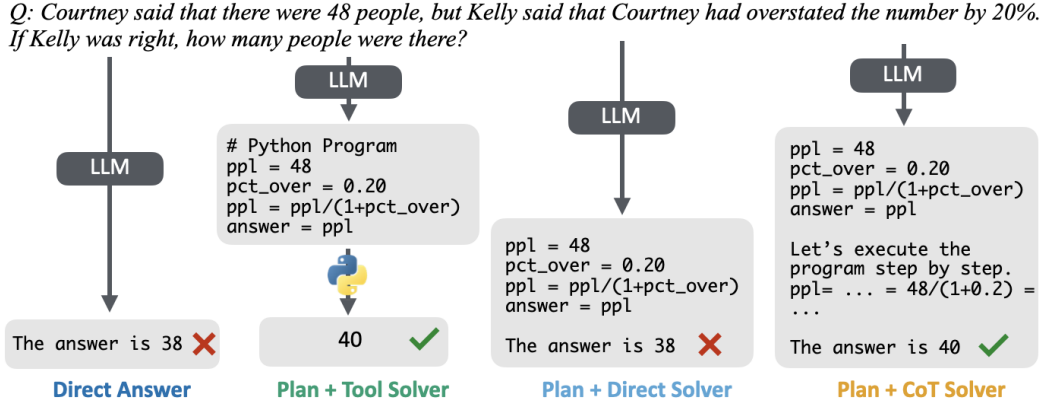 Q: Courtney said that there were 48 people, but Kelly said that Courtney had overstated the number by 20%.
If Kelly was right, how many people were there?
LLM
The answer is 38
Direct Answer
LLM
# Python Program
ppl = 48
pct_over = 0.20
ppl = ppl/(1+pct_over)
answer = ppl
40
Plan + Tool Solver
LLM
ppl = 48
pct_over = 0.20
ppl = ppl/(1+pct_over)
answer = ppl
The answer is 38
Plan + Direct Solver
LLM
ppl = 48
pct_over = 0.20
ppl = ppl/(1+pct_over)
answer = ppl
Let’s execute the
program step by step.
ppl= ... = 48/(1+0.2) =
...
The answer is 40
Plan + CoT Solver